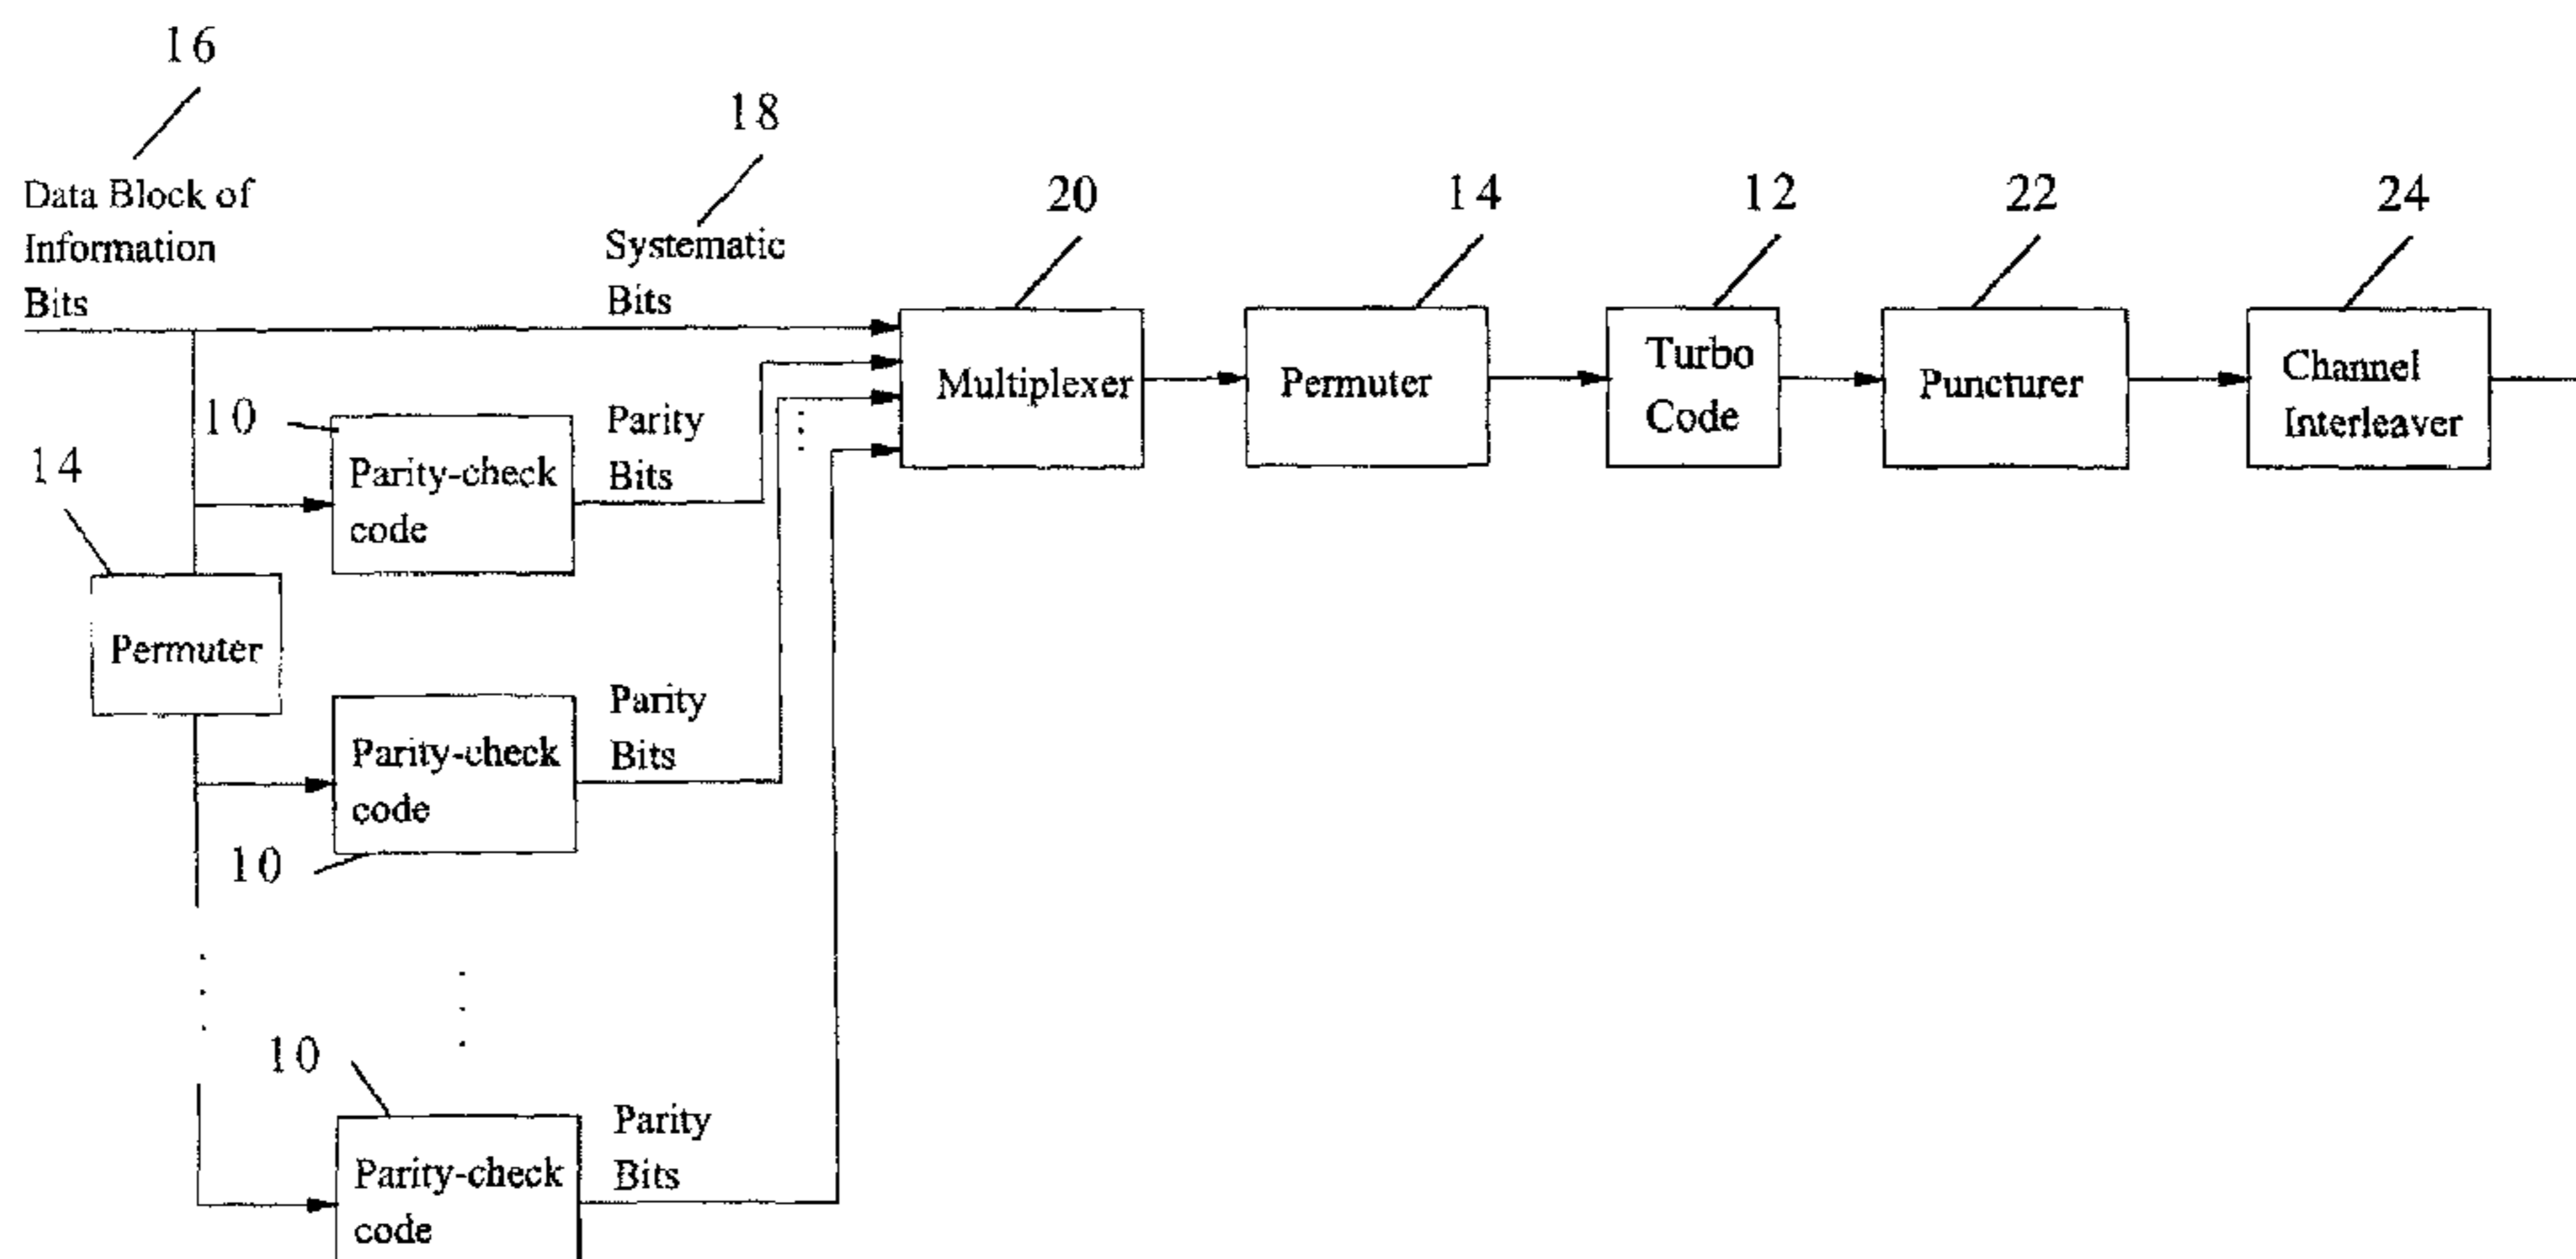 16
18
Data Block of
Information
Bits
Systematic
Bits
20
14
12
22
24
Multiplexer
Permuter
Turbo
Code
Puncturer
Channel
Interleaver
10
Parity-check
code
Parity
Bits
14
Permuter
Parity-check
code
Parity
Bits
10
10
Parity-check
code
Parity
Bits